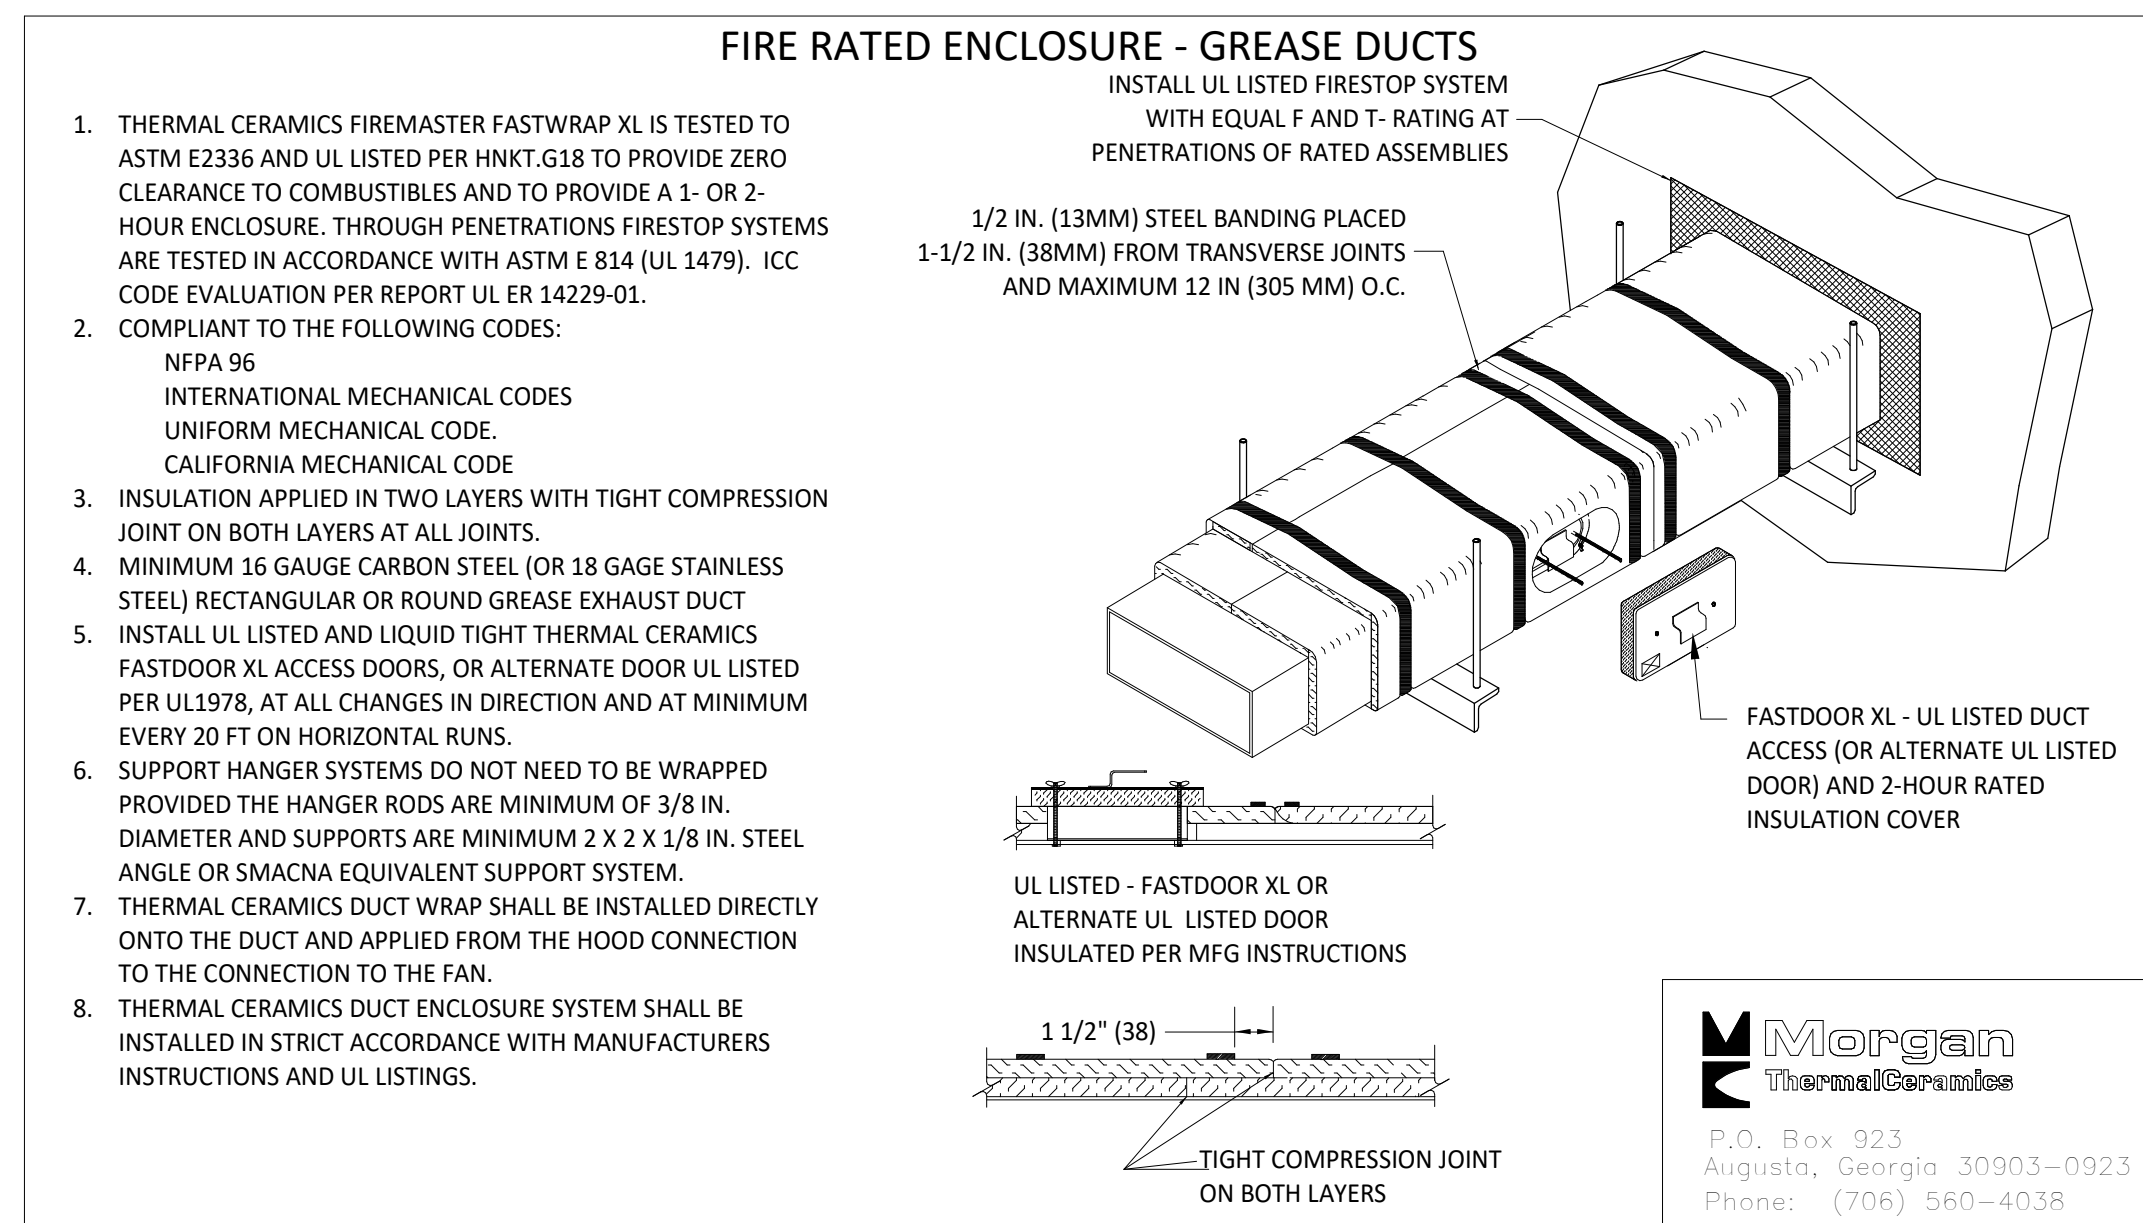 FIRE RATED ENCLOSURE - GREASE DUCTS
1. THERMAL CERAMICS FIREMASTER FASTWRAP XL IS TESTED TO
ASTM E2336 AND UL LISTED PER HNKT.G18 TO PROVIDE ZERO
CLEARANCE TO COMBUSTIBLES AND TO PROVIDE A 1- OR 2-
HOUR ENCLOSURE. THROUGH PENETRATIONS FIRESTOP SYSTEMS
ARE TESTED IN ACCORDANCE WITH ASTM E 814 (UL 1479). ICC
CODE EVALUATION PER REPORT UL ER 14229-01.
2. COMPLIANT TO THE FOLLOWING CODES:
NFPA 96
INTERNATIONAL MECHANICAL CODES
UNIFORM MECHANICAL CODE.
CALIFORNIA MECHANICAL CODE
3. INSULATION APPLIED IN TWO LAYERS WITH TIGHT COMPRESSION
JOINT ON BOTH LAYERS AT ALL JOINTS.
4. MINIMUM 16 GAUGE CARBON STEEL (OR 18 GAGE STAINLESS
STEEL) RECTANGULAR OR ROUND GREASE EXHAUST DUCT
5. INSTALL UL LISTED AND LIQUID TIGHT THERMAL CERAMICS
FASTDOOR XL ACCESS DOORS, OR ALTERNATE DOOR UL LISTED
PER UL1978, AT ALL CHANGES IN DIRECTION AND AT MINIMUM
EVERY 20 FT ON HORIZONTAL RUNS.
6. SUPPORT HANGER SYSTEMS DO NOT NEED TO BE WRAPPED
PROVIDED THE HANGER RODS ARE MINIMUM OF 3/8 IN.
DIAMETER AND SUPPORTS ARE MINIMUM 2 X 2 X 1/8 IN. STEEL
ANGLE OR SMACNA EQUIVALENT SUPPORT SYSTEM.
7. THERMAL CERAMICS DUCT WRAP SHALL BE INSTALLED DIRECTLY
ONTO THE DUCT AND APPLIED FROM THE HOOD CONNECTION
TO THE CONNECTION TO THE FAN.
8. THERMAL CERAMICS DUCT ENCLOSURE SYSTEM SHALL BE
INSTALLED IN STRICT ACCORDANCE WITH MANUFACTURERS
INSTRUCTIONS AND UL LISTINGS.
INSTALL UL LISTED FIRESTOP SYSTEM
WITH EQUAL F AND T- RATING AT
PENETRATIONS OF RATED ASSEMBLIES
1/2 IN. (13MM) STEEL BANDING PLACED
1-1/2 IN. (38MM) FROM TRANSVERSE JOINTS
AND MAXIMUM 12 IN (305 MM) O.C.
FASTDOOR XL - UL LISTED DUCT
ACCESS (OR ALTERNATE UL LISTED
DOOR) AND 2-HOUR RATED
INSULATION COVER
UL LISTED - FASTDOOR XL OR
ALTERNATE UL LISTED DOOR
INSULATED PER MFG INSTRUCTIONS
1 1/2" (38)
TIGHT COMPRESSION JOINT
ON BOTH LAYERS
Morgan
ThermalCeramics
P.O. Box 923
Augusta, Georgia 30903-0923
Phone: (706) 560-4038